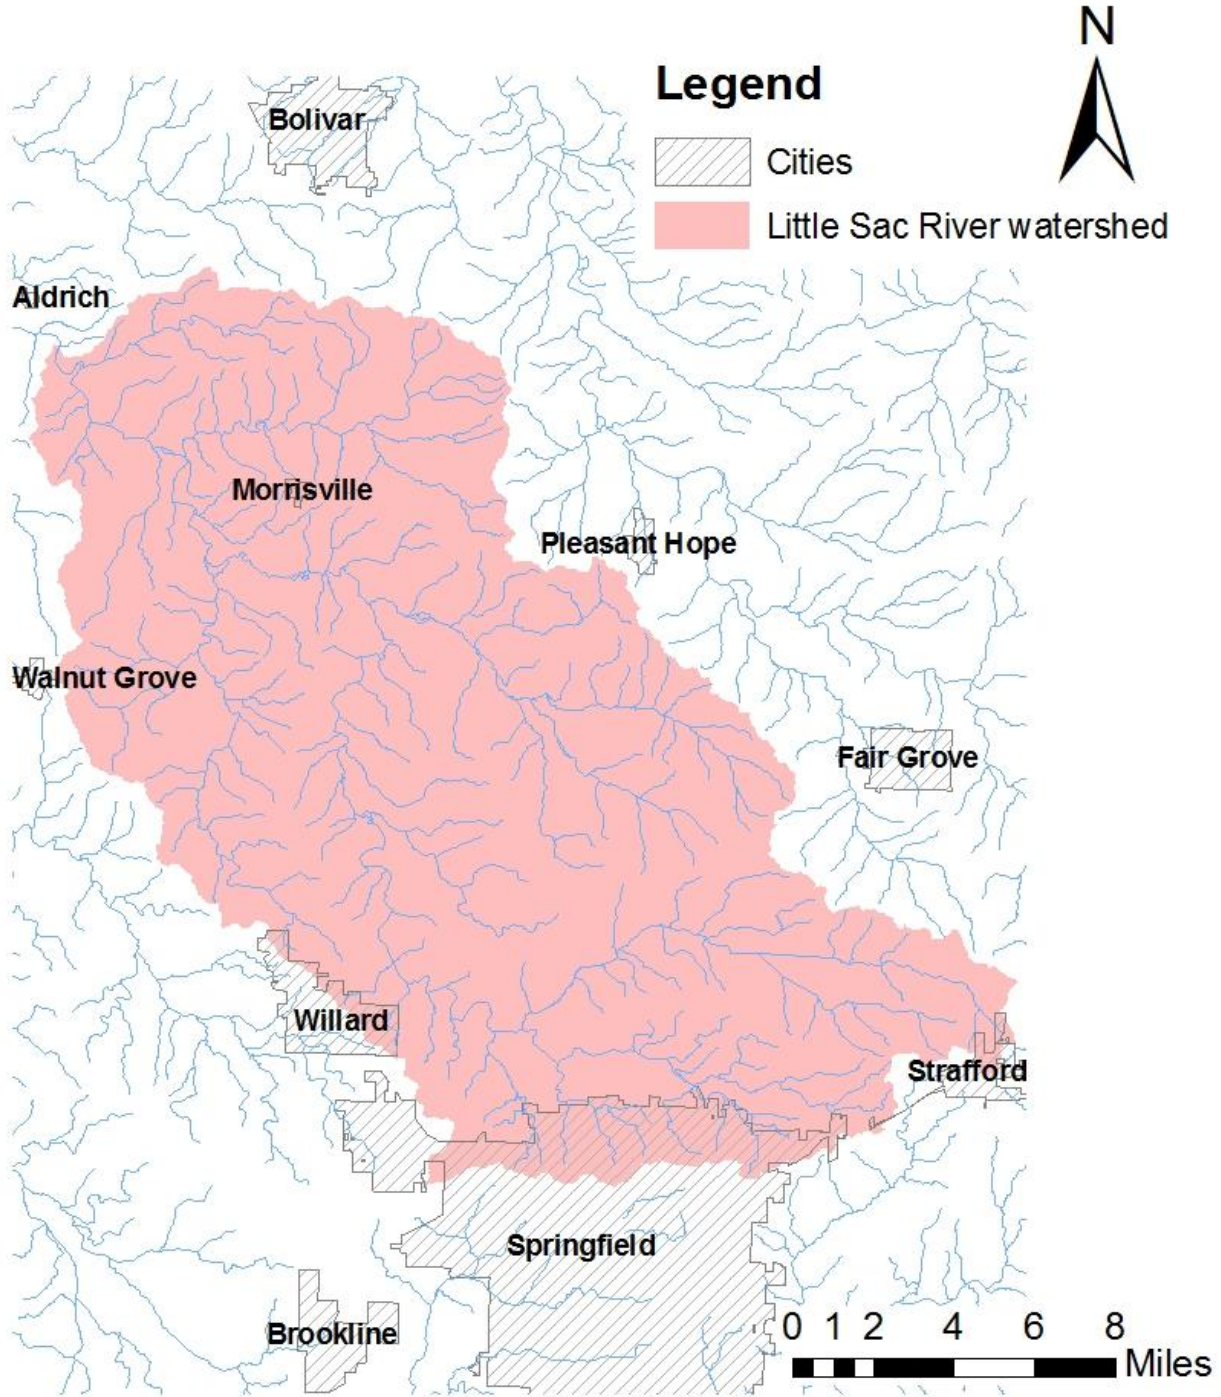 N
Legend
Cities
Little Sac River watershed
Bolivar
Aldrich
Morrisville
Pleasant Hope
Walnut Grove
Fair Grove
Willard
Strafford
Springfield
Brookline
0 1 2 4 6 8
Miles